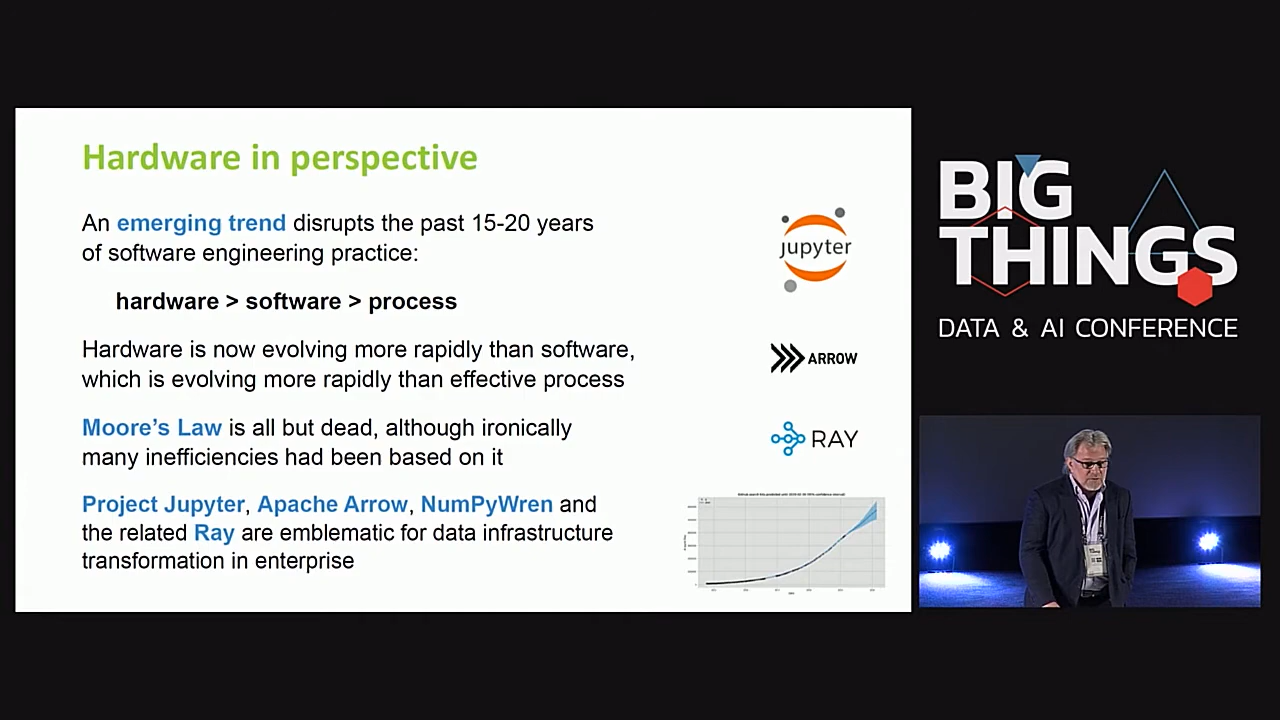 Hardware in perspective
An emerging trend disrupts the past 15-20 years
of software engineering practice:
hardware > software > process
Hardware is now evolving more rapidly than software,
which is evolving more rapidly than effective process
Moore's Law is all but dead, although ironically
many inefficiencies had been based on it
Project Jupyter, Apache Arrow, NumPyWren and
the related Ray are emblematic for data infrastructure
transformation in enterprise
jupyter
ARROW
RAY
BIG
THINGS
DATA & AI CONFERENCE